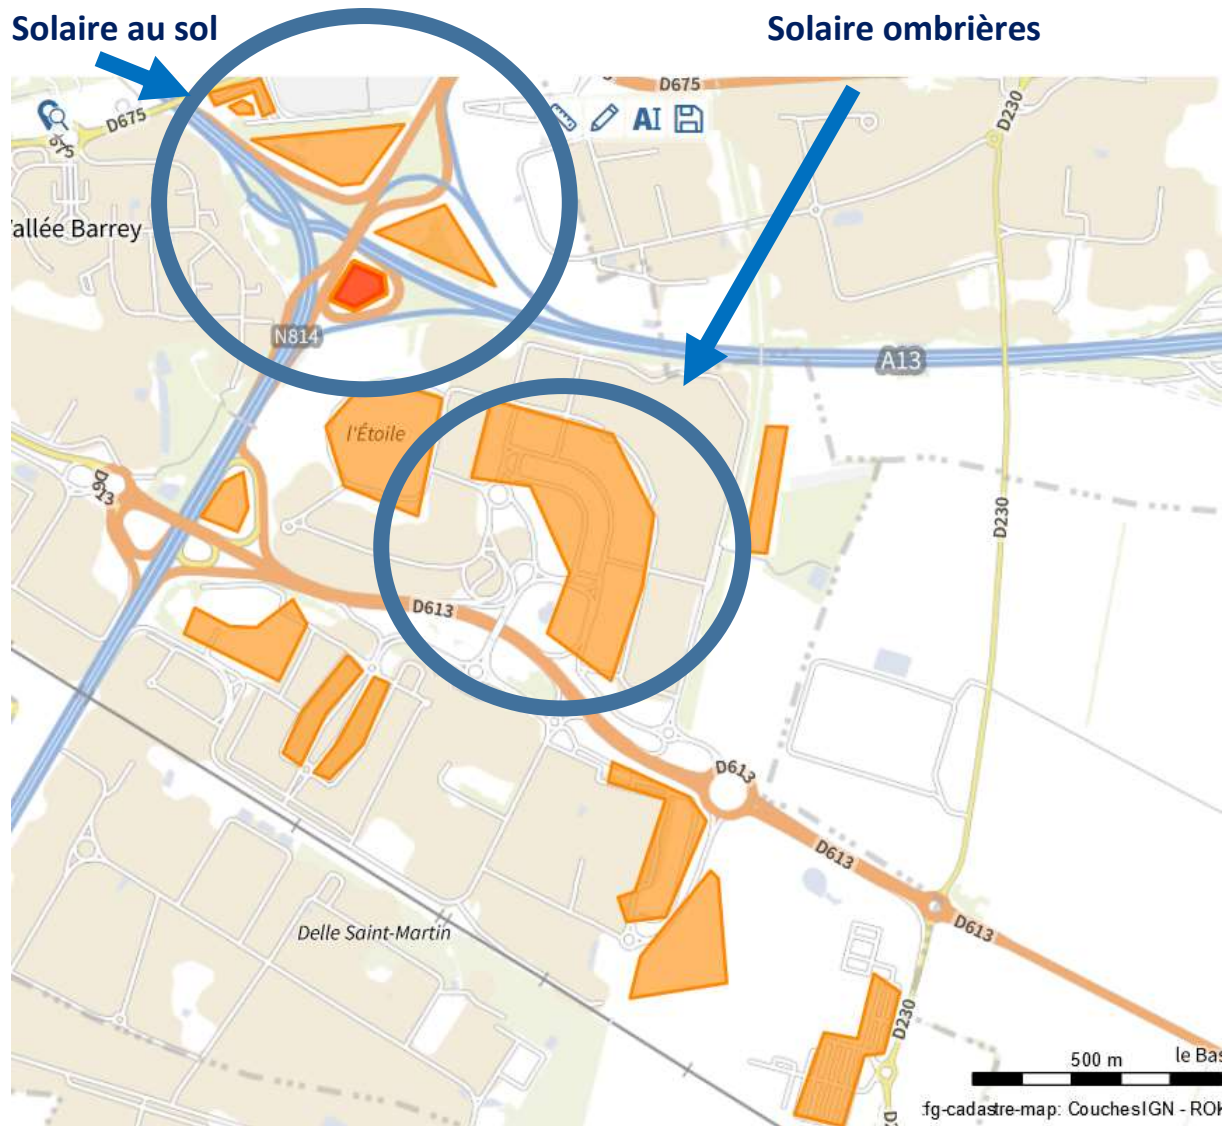 Solaire au sol
Solaire ombrières
D675
D675
D230
AI
allée Barrey
N814
A13
l'Étoile
D613
D230
D613
D613
D613
D613
Delle Saint-Martin
D230
500 m
le Bas
fg-cadastre-map: CouchesIGN - ROK